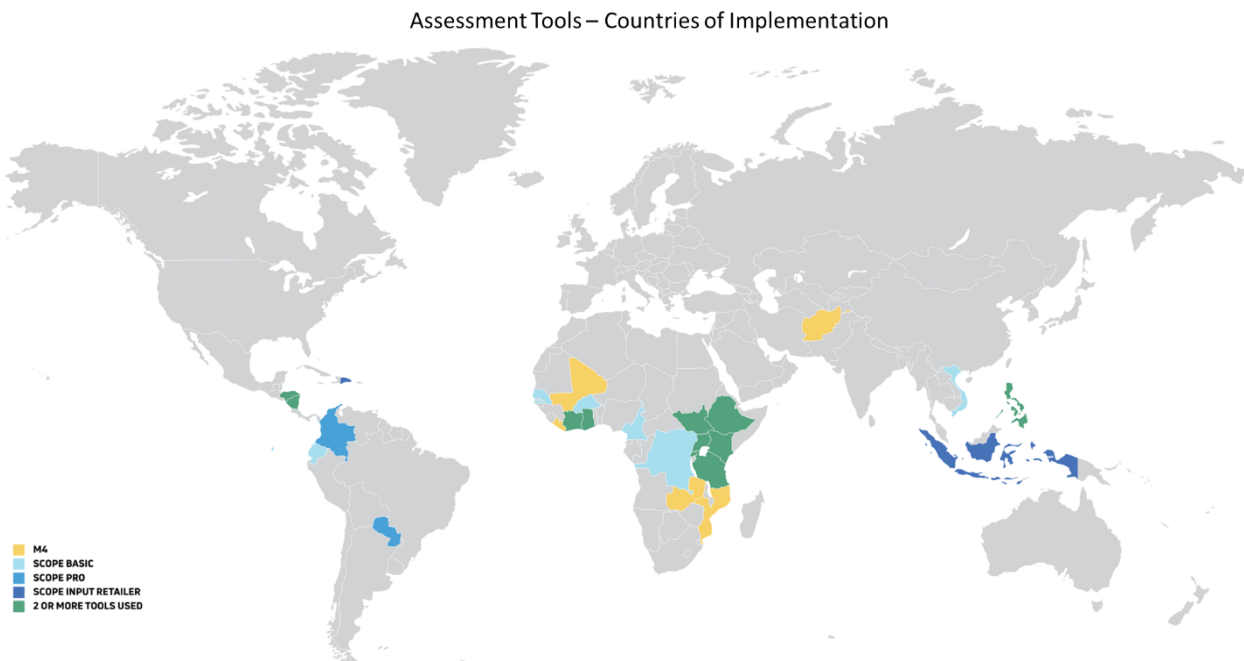 Assessment Tools – Countries of Implementation
M4
SCOPE BASIC
SCOPE PRO
SCOPE INPUT RETAILER
2 OR MORE TOOLS USED